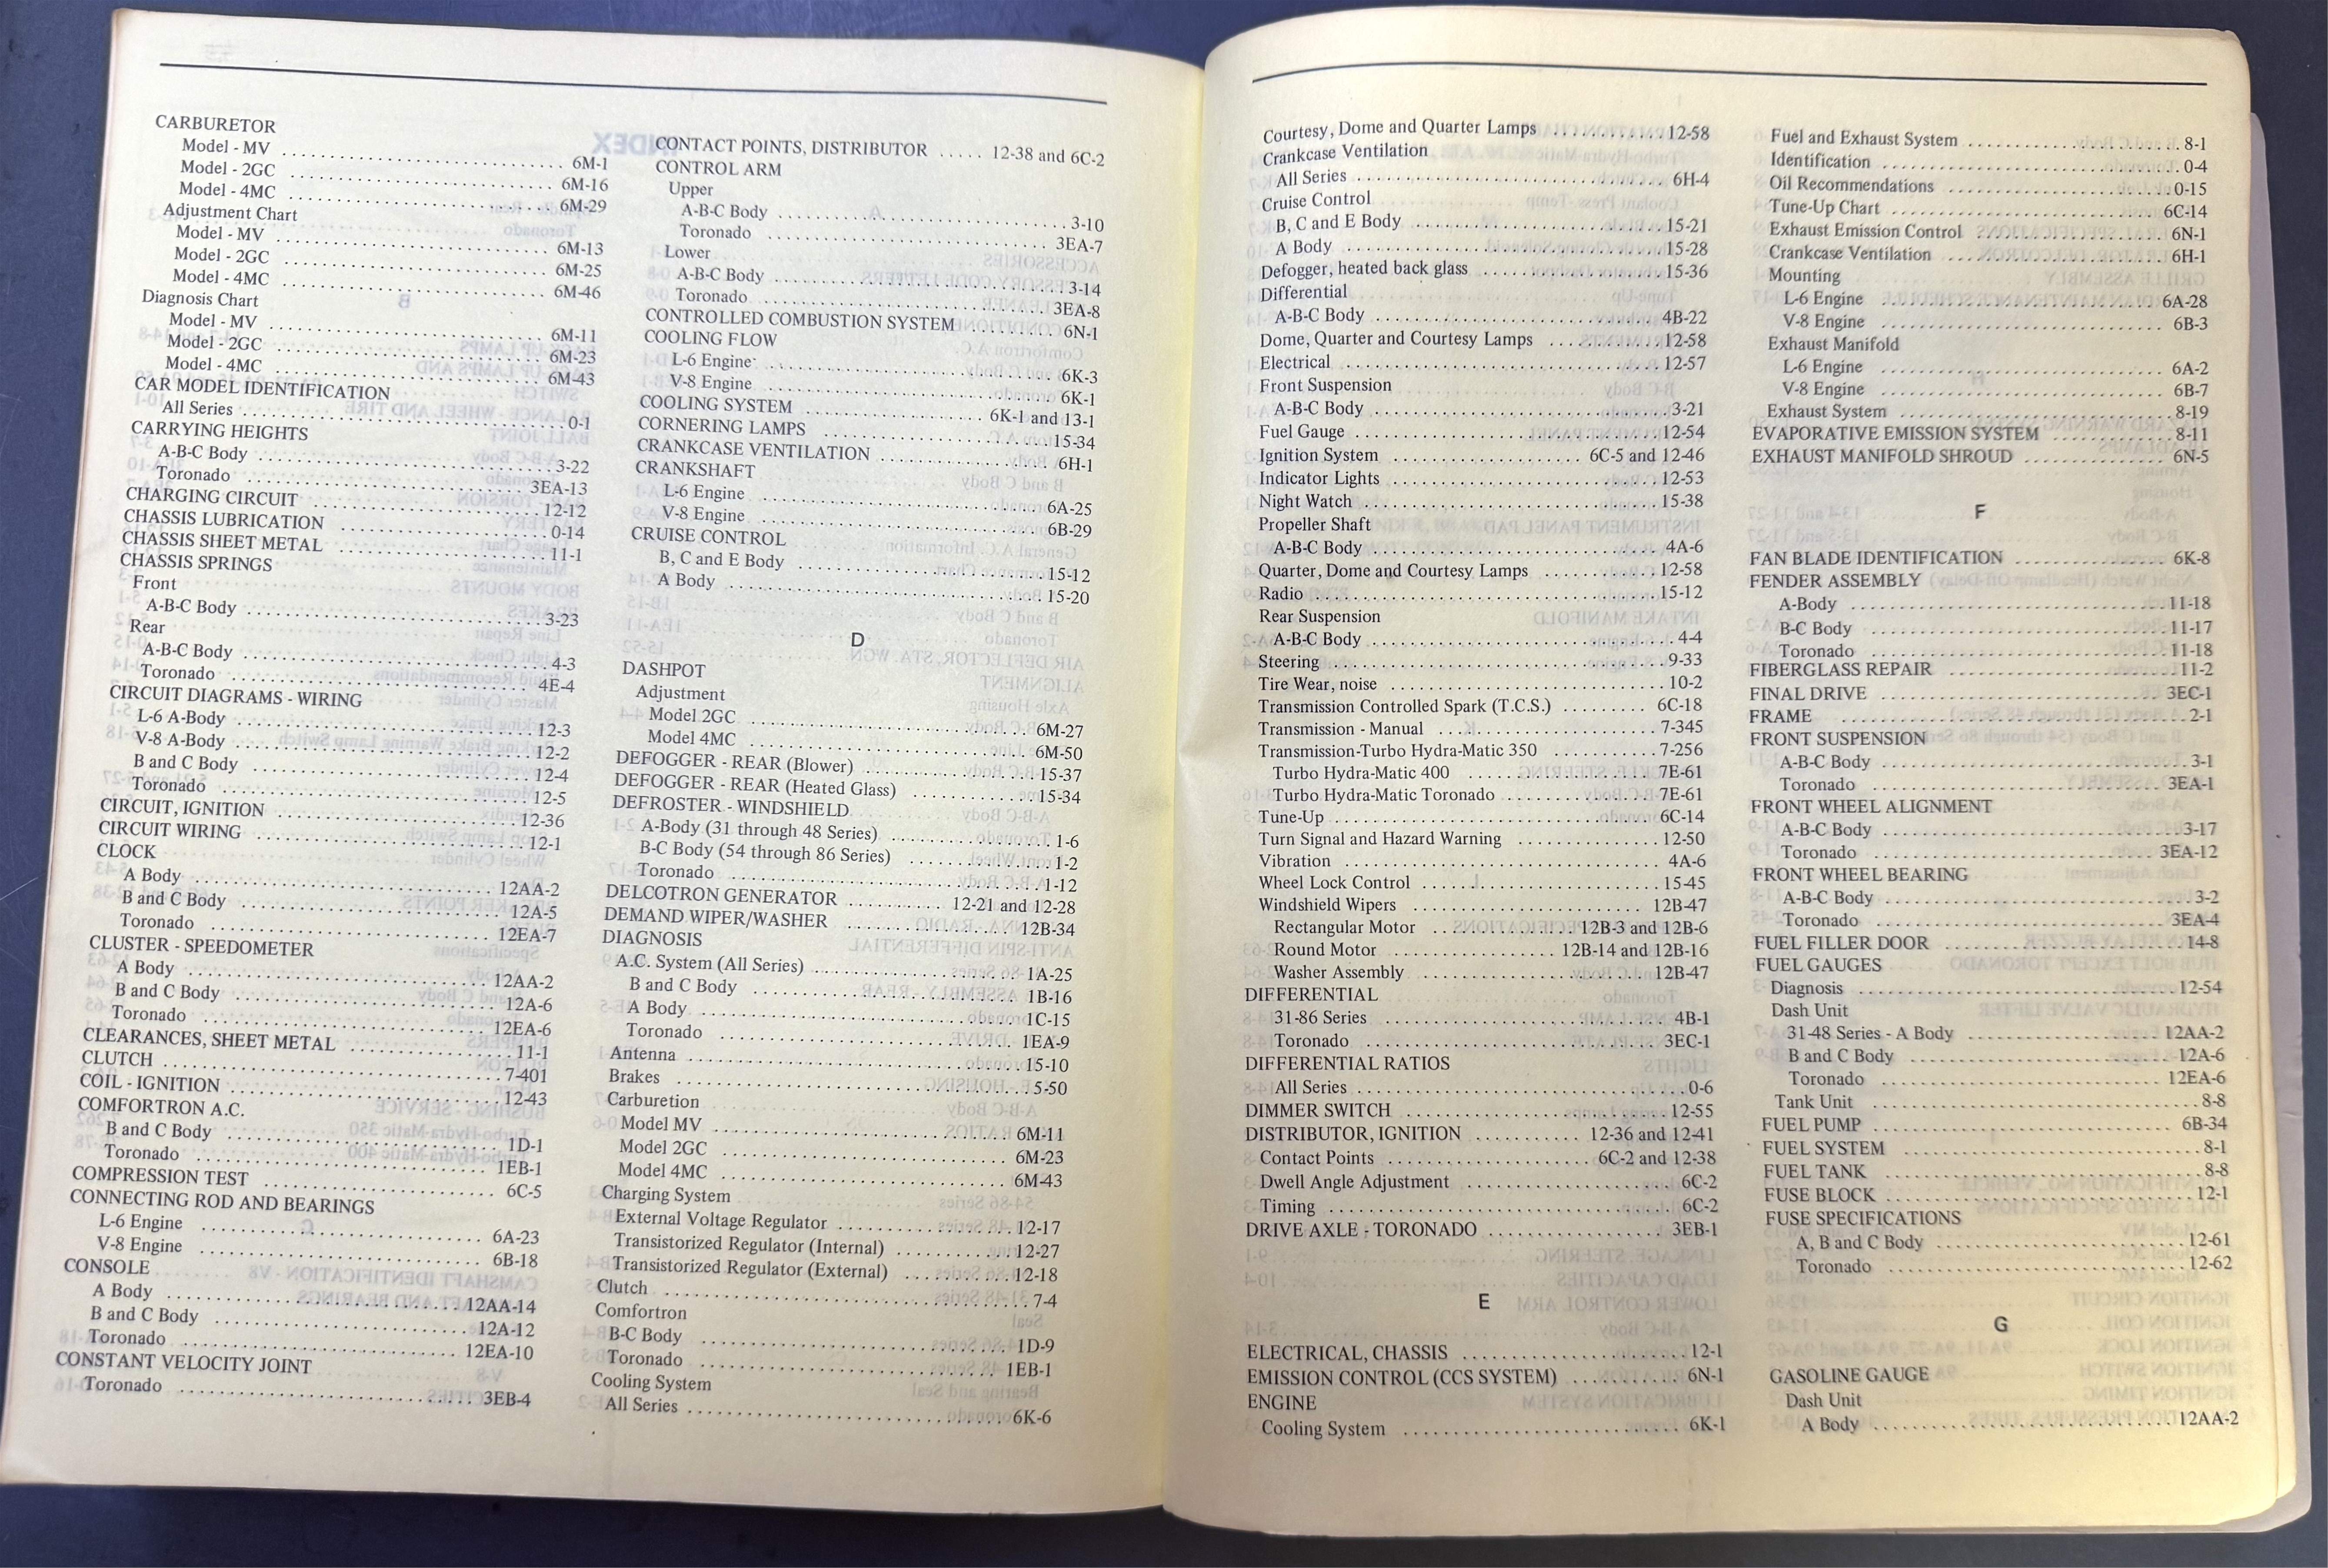 CARBURETOR
Model - MV .......... 6M-1
Model - 2GC .......... 6M-16
Model - 4MC .......... 6M-29
Adjustment Chart
Model - MV .......... 6M-13
Model - 2GC .......... 6M-25
Model - 4MC .......... 6M-46
Diagnosis Chart
Model - MV .......... 6M-11
Model - 2GC .......... 6M-23
Model - 4MC .......... 6M-43
CAR MODEL IDENTIFICATION
All Series .......... 0-1
CARRYING HEIGHTS
A-B-C Body .......... 3-22
Toronado .......... 3EA-13
CHARGING CIRCUIT .......... 12-12
CHASSIS LUBRICATION .......... 0-14
CHASSIS SHEET METAL .......... 11-1
CHASSIS SPRINGS
Front
A-B-C Body .......... 3-23
Rear
A-B-C Body .......... 4-3
Toronado .......... 4E-4
CIRCUIT DIAGRAMS - WIRING
L-6 A-Body .......... 12-3
V-8 A-Body .......... 12-2
B and C Body .......... 12-4
Toronado .......... 12-5
CIRCUIT, IGNITION .......... 12-36
CIRCUIT WIRING .......... 12-1
CLOCK
A Body .......... 12AA-2
B and C Body .......... 12A-5
Toronado .......... 12EA-7
CLUSTER - SPEEDOMETER
A Body .......... 12AA-2
B and C Body .......... 12A-6
Toronado .......... 12EA-6
CLEARANCES, SHEET METAL .......... 11-1
CLUTCH .......... 7-401
COIL - IGNITION .......... 12-43
COMFORTRON A.C.
B and C Body .......... 1D-1
Toronado .......... 1EB-1
COMPRESSION TEST .......... 6C-5
CONNECTING ROD AND BEARINGS
L-6 Engine .......... 6A-23
V-8 Engine .......... 6B-18
CONSOLE
A Body .......... 12AA-14
B and C Body .......... 12A-12
Toronado .......... 12EA-10
CONSTANT VELOCITY JOINT
Toronado .......... 3EB-4
CONTACT POINTS, DISTRIBUTOR ..... 12-38 and 6C-2
CONTROL ARM
Upper
A-B-C Body .......... 3-10
Toronado .......... 3EA-7
Lower
A-B-C Body .......... 3-14
Toronado .......... 3EA-8
CONTROLLED COMBUSTION SYSTEM .......... 6N-1
COOLING FLOW
L-6 Engine .......... 6K-3
V-8 Engine .......... 6K-1
COOLING SYSTEM .......... 6K-1 and 13-1
CORNERING LAMPS .......... 15-34
CRANKCASE VENTILATION .......... 6H-1
CRANKSHAFT
L-6 Engine .......... 6A-25
V-8 Engine .......... 6B-29
CRUISE CONTROL
B, C and E Body .......... 15-12
A Body .......... 15-20
D
DASHPOT
Adjustment
Model 2GC .......... 6M-27
Model 4MC .......... 6M-50
DEFOGGER - REAR (Blower) .......... 15-37
DEFOGGER - REAR (Heated Glass) .......... 15-34
DEFROSTER - WINDSHIELD
A-Body (31 through 48 Series) .......... 1-6
B-C Body (54 through 86 Series) .......... 1-2
Toronado .......... 1-12
DELCOTRON GENERATOR .......... 12-21 and 12-28
DEMAND WIPER/WASHER .......... 12B-34
DIAGNOSIS
A.C. System (All Series) .......... 1A-25
B and C Body .......... 1B-16
A Body .......... 1C-15
Toronado .......... 1EA-9
Antenna .......... 15-10
Brakes .......... 5-50
Carburetion
Model MV .......... 6M-11
Model 2GC .......... 6M-23
Model 4MC .......... 6M-43
Charging System
External Voltage Regulator .......... 12-17
Transistorized Regulator (Internal) .......... 12-27
Transistorized Regulator (External) .......... 12-18
Clutch .......... 7-4
Comfortron
B-C Body .......... 1D-9
Toronado .......... 1EB-1
Cooling System
All Series .......... 6K-6
Courtesy, Dome and Quarter Lamps .......... 12-58
Crankcase Ventilation
All Series .......... 6H-4
Cruise Control
B, C and E Body .......... 15-21
A Body .......... 15-28
Defogger, heated back glass .......... 15-36
Differential
A-B-C Body .......... 4B-22
Dome, Quarter and Courtesy Lamps .......... 12-58
Electrical .......... 12-57
Front Suspension
A-B-C Body .......... 3-21
Fuel Gauge .......... 12-54
Ignition System .......... 6C-5 and 12-46
Indicator Lights .......... 12-53
Night Watch .......... 15-38
Propeller Shaft
A-B-C Body .......... 4A-6
Quarter, Dome and Courtesy Lamps .......... 12-58
Radio .......... 15-12
Rear Suspension
A-B-C Body .......... 4-4
Steering .......... 9-33
Tire Wear, noise .......... 10-2
Transmission Controlled Spark (T.C.S.) ......... 6C-18
Transmission - Manual .......... 7-345
Transmission-Turbo Hydra-Matic 350 .......... 7-256
Turbo Hydra-Matic 400 .......... 7E-61
Turbo Hydra-Matic Toronado .......... 7E-61
Tune-Up .......... 6C-14
Turn Signal and Hazard Warning .......... 12-50
Vibration .......... 4A-6
Wheel Lock Control .......... 15-45
Windshield Wipers .......... 12B-47
Rectangular Motor .......... 12B-3 and 12B-6
Round Motor .......... 12B-14 and 12B-16
Washer Assembly .......... 12B-47
DIFFERENTIAL
31-86 Series .......... 4B-1
Toronado .......... 3EC-1
DIFFERENTIAL RATIOS
All Series .......... 0-6
DIMMER SWITCH .......... 12-55
DISTRIBUTOR, IGNITION .......... 12-36 and 12-41
Contact Points .......... 6C-2 and 12-38
Dwell Angle Adjustment .......... 6C-2
Timing .......... 6C-2
DRIVE AXLE - TORONADO .......... 3EB-1
E
ELECTRICAL, CHASSIS .......... 12-1
EMISSION CONTROL (CCS SYSTEM) .......... 6N-1
ENGINE
Cooling System .......... 6K-1
Fuel and Exhaust System .......... 8-1
Identification .......... 0-4
Oil Recommendations .......... 0-15
Tune-Up Chart .......... 6C-14
Exhaust Emission Control .......... 6N-1
Crankcase Ventilation .......... 6H-1
Mounting
L-6 Engine .......... 6A-28
V-8 Engine .......... 6B-3
Exhaust Manifold
L-6 Engine .......... 6A-2
V-8 Engine .......... 6B-7
Exhaust System .......... 8-19
EVAPORATIVE EMISSION SYSTEM .......... 8-11
EXHAUST MANIFOLD SHROUD .......... 6N-5
F
FAN BLADE IDENTIFICATION .......... 6K-8
FENDER ASSEMBLY
A-Body .......... 11-18
B-C Body .......... 11-17
Toronado .......... 11-18
FIBERGLASS REPAIR .......... 11-2
FINAL DRIVE .......... 3EC-1
FRAME .......... 2-1
FRONT SUSPENSION
A-B-C Body .......... 3-1
Toronado .......... 3EA-1
FRONT WHEEL ALIGNMENT
A-B-C Body .......... 3-17
Toronado .......... 3EA-12
FRONT WHEEL BEARING
A-B-C Body .......... 3-2
Toronado .......... 3EA-4
FUEL FILLER DOOR .......... 14-8
FUEL GAUGES
Diagnosis .......... 12-54
Dash Unit
31-48 Series - A Body .......... 12AA-2
B and C Body .......... 12A-6
Toronado .......... 12EA-6
Tank Unit .......... 8-8
FUEL PUMP .......... 6B-34
FUEL SYSTEM .......... 8-1
FUEL TANK .......... 8-8
FUSE BLOCK .......... 12-1
FUSE SPECIFICATIONS
A, B and C Body .......... 12-61
Toronado .......... 12-62
G
GASOLINE GAUGE
Dash Unit
A Body .......... 12AA-2